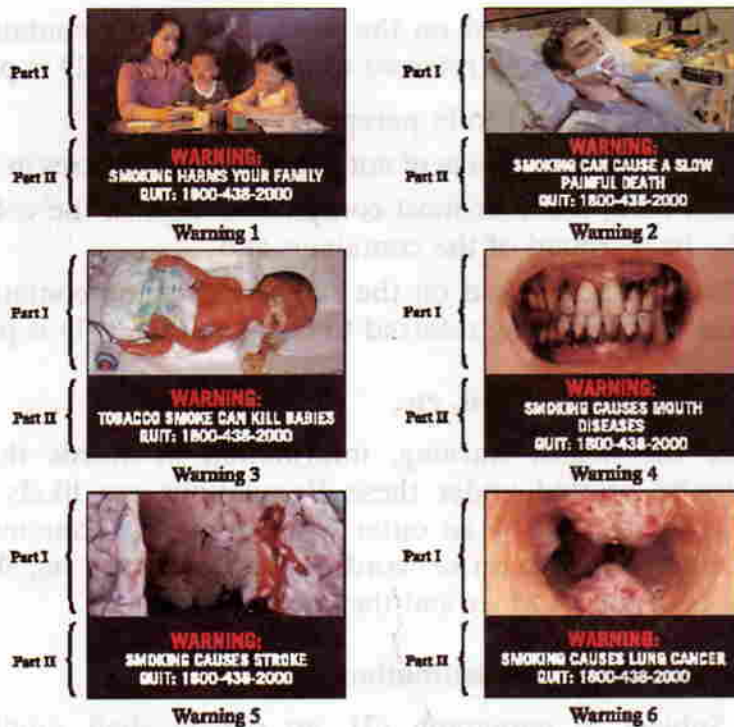 Part I
Part II
WARNING:
SMOKING HARMS YOUR FAMILY
QUIT: 1800-438-2000
Warning 1
Part I
Part II
WARNING:
SMOKING CAN CAUSE A SLOW
PAINFUL DEATH
QUIT: 1800-438-2000
Warning 2
Part I
Part II
WARNING:
TOBACCO SMOKE CAN KILL BABIES
QUIT: 1800-438-2000
Warning 3
Part I
Part II
WARNING:
SMOKING CAUSES MOUTH
DISEASES
QUIT: 1800-438-2000
Warning 4
Part I
Part II
WARNING:
SMOKING CAUSES STROKE
QUIT: 1800-438-2000
Warning 5
Part I
Part II
WARNING:
SMOKING CAUSES LUNG CANCER
QUIT: 1800-438-2000
Warning 6